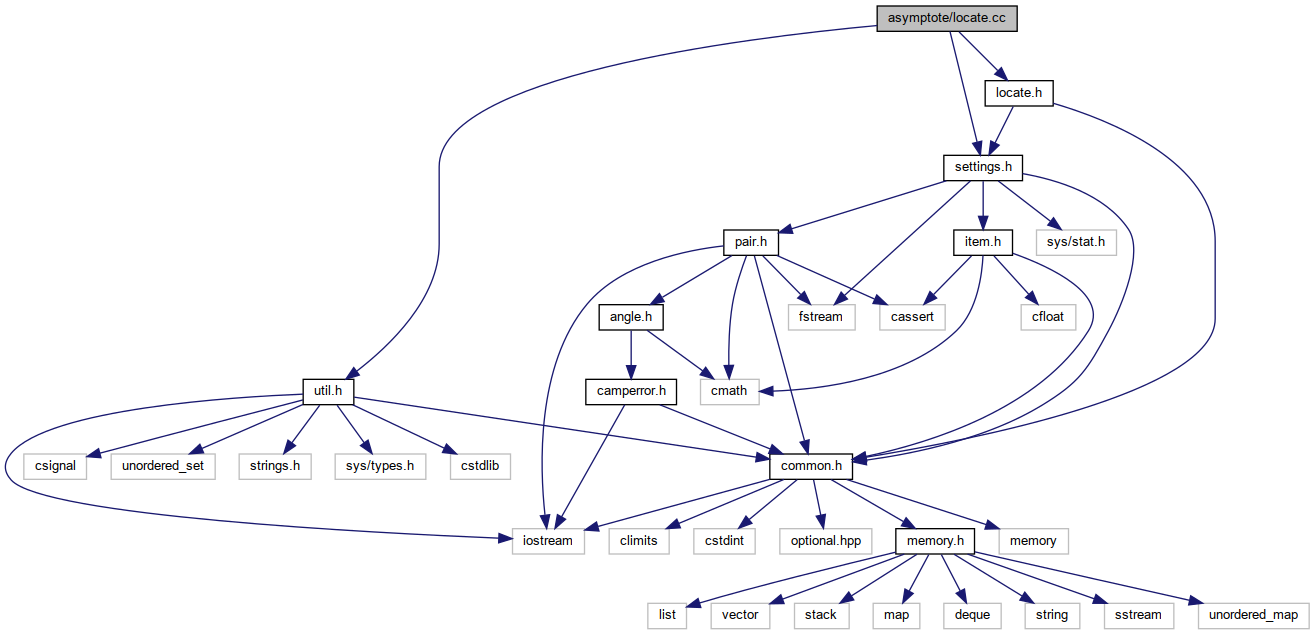 asymptote/locate.cc
locate.h
settings.h
pair.h
item.h
sys/stat.h
angle.h
fstream
cassert
cfloat
util.h
camperror.h
cmath
csignal
unordered_set
strings.h
sys/types.h
cstdlib
common.h
iostream
climits
cstdint
optional.hpp
memory.h
memory
list
vector
stack
map
deque
string
sstream
unordered_map